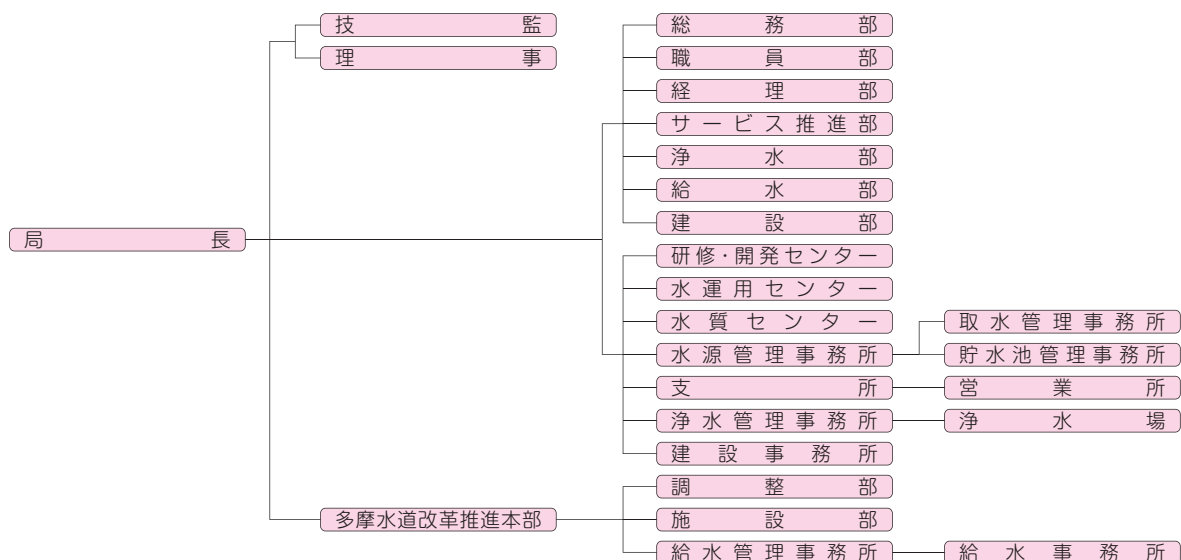 局長
技監
理事
総務部
職員部
経理部
サービス推進部
浄水部
給水部
建設部
研修・開発センター
水運用センター
水質センター
水源管理事務所
取水管理事務所
貯水池管理事務所
支所
営業所
浄水管理事務所
浄水場
建設事務所
多摩水道改革推進本部
調整部
施設部
給水管理事務所
給水事務所